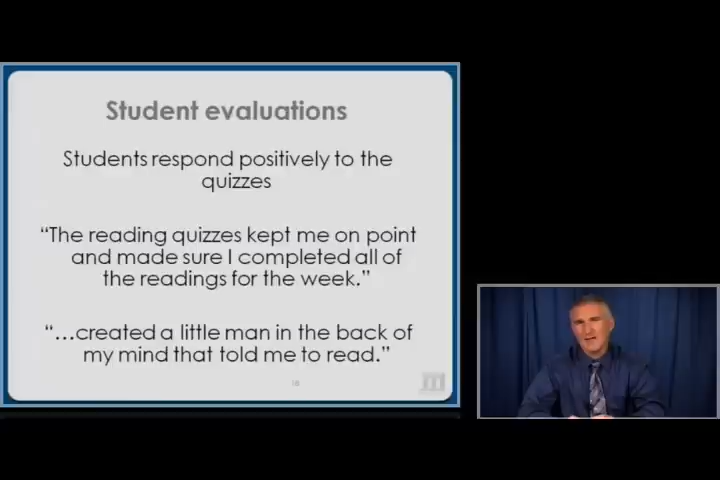 Student evaluations
Students respond positively to the
quizzes
“The reading quizzes kept me on point
and made sure I completed all of
the readings for the week.”
“…created a little man in the back of
my mind that told me to read.”
18